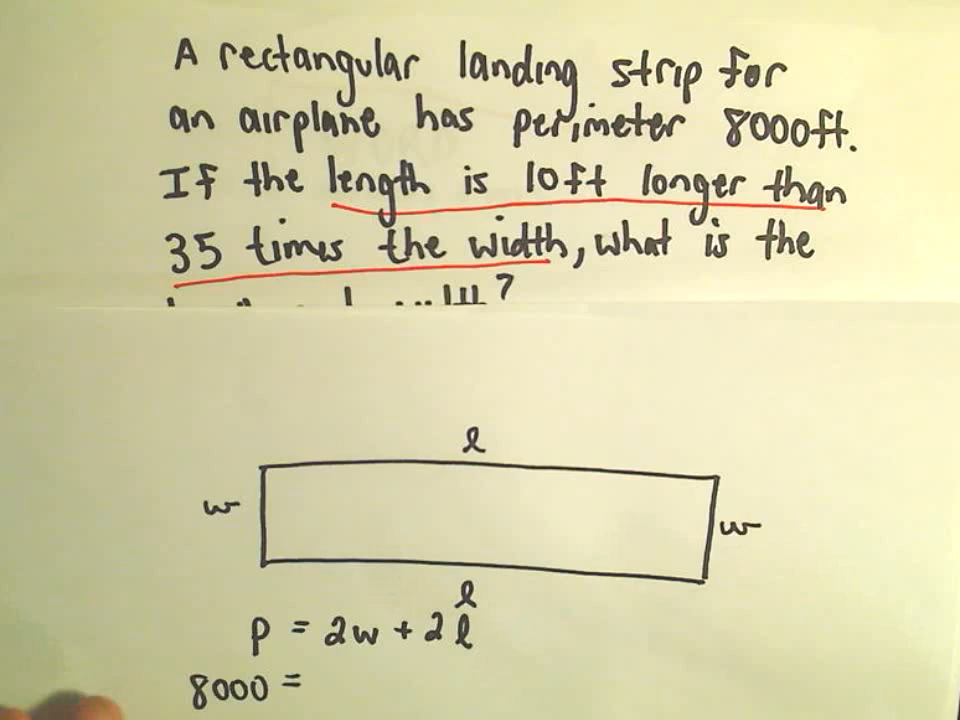 A rectangular landing strip for
an airplane has perimeter 8000ft.
If the length is 10ft longer than
35 times the width, what is the
?
l
w
w
l
P = 2w + 2l
8000 =